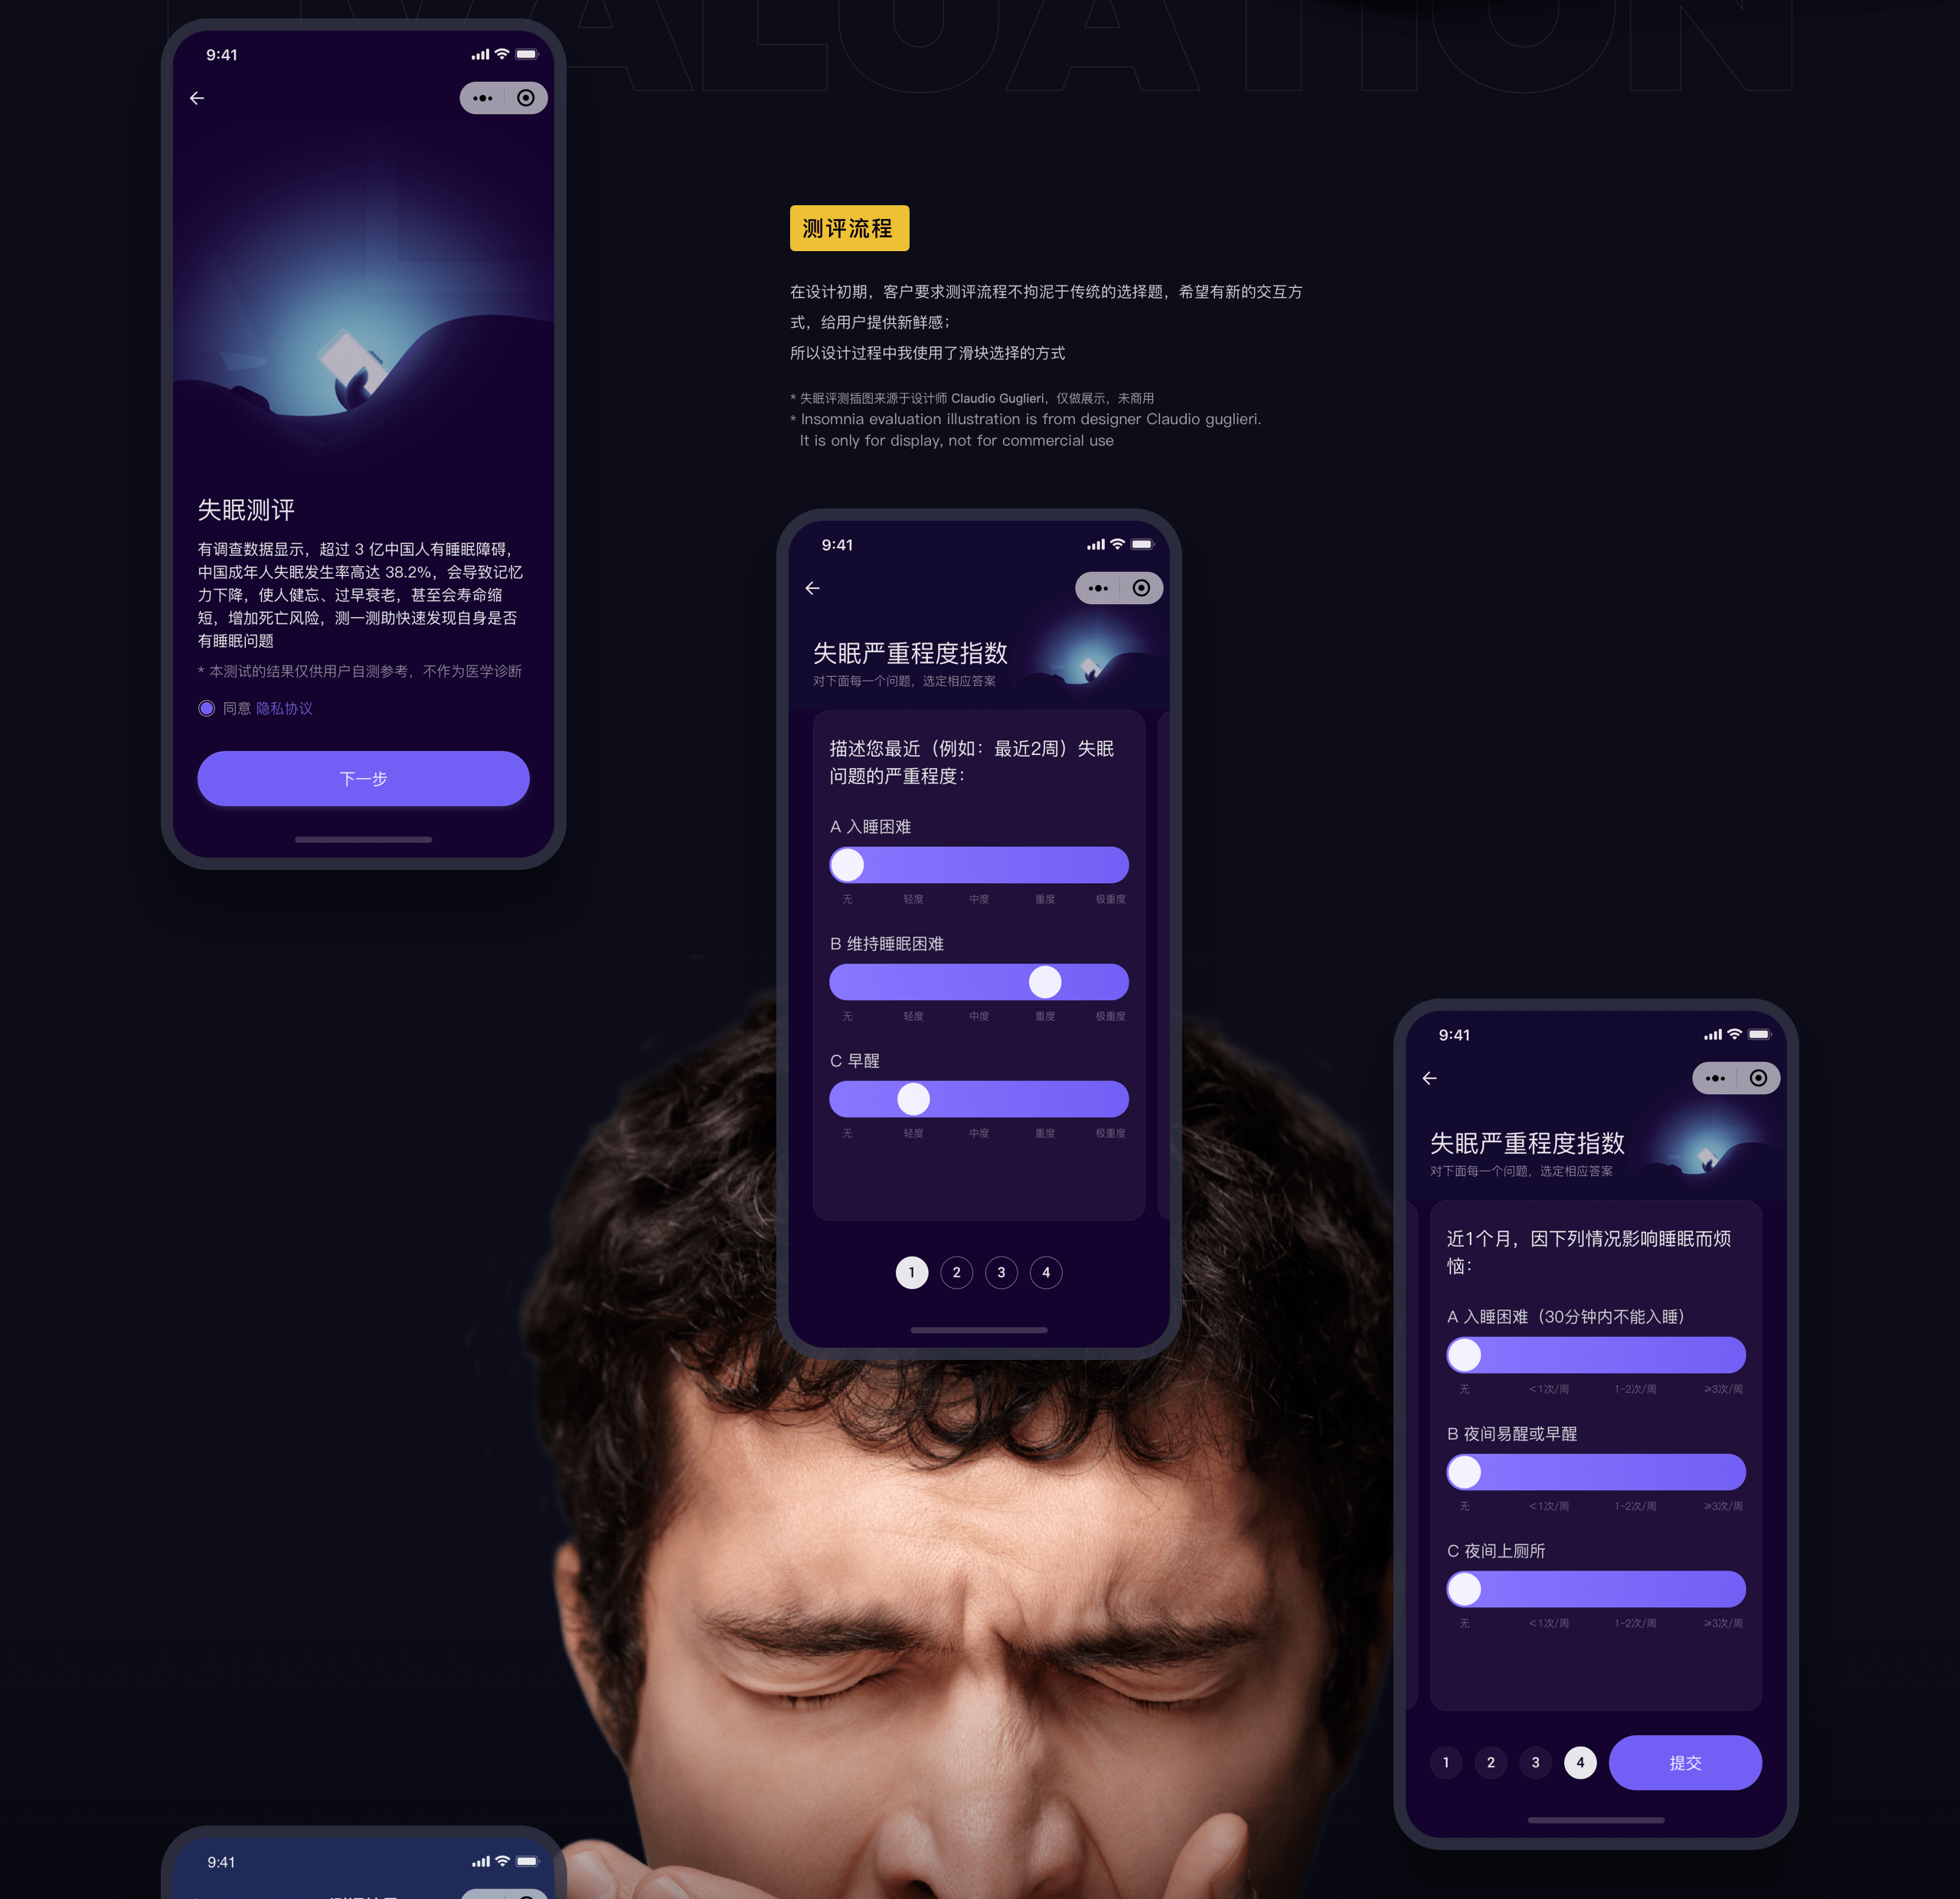 EVALUATION
9:41
失眠测评
有调查数据显示，超过 3 亿中国人有睡眠障碍，
中国成年人失眠发生率高达 38.2%，会导致记忆
力下降，使人健忘、过早衰老，甚至会寿命缩
短，增加死亡风险，测一测助快速发现自身是否
有睡眠问题
* 本测试的结果仅供用户自测参考，不作为医学诊断
同意 隐私协议
下一步
测评流程
在设计初期，客户要求测评流程不拘泥于传统的选择题，希望有新的交互方
式，给用户提供新鲜感；
所以设计过程中我使用了滑块选择的方式
* 失眠评测插图来源于设计师 Claudio Guglieri，仅做展示，未商用
* Insomnia evaluation illustration is from designer Claudio guglieri.
It is only for display, not for commercial use
9:41
失眠严重程度指数
对下面每一个问题，选定相应答案
描述您最近（例如：最近2周）失眠
问题的严重程度：
A 入睡困难
无 轻度 中度 重度 极重度
B 维持睡眠困难
无 轻度 中度 重度 极重度
C 早醒
无 轻度 中度 重度 极重度
1 2 3 4
9:41
失眠严重程度指数
对下面每一个问题，选定相应答案
近1个月，因下列情况影响睡眠而烦
恼：
A 入睡困难（30分钟内不能入睡）
无 <1次/周 1-2次/周 ≥3次/周
B 夜间易醒或早醒
无 <1次/周 1-2次/周 ≥3次/周
C 夜间上厕所
无 <1次/周 1-2次/周 ≥3次/周
1 2 3 4 提交
9:41